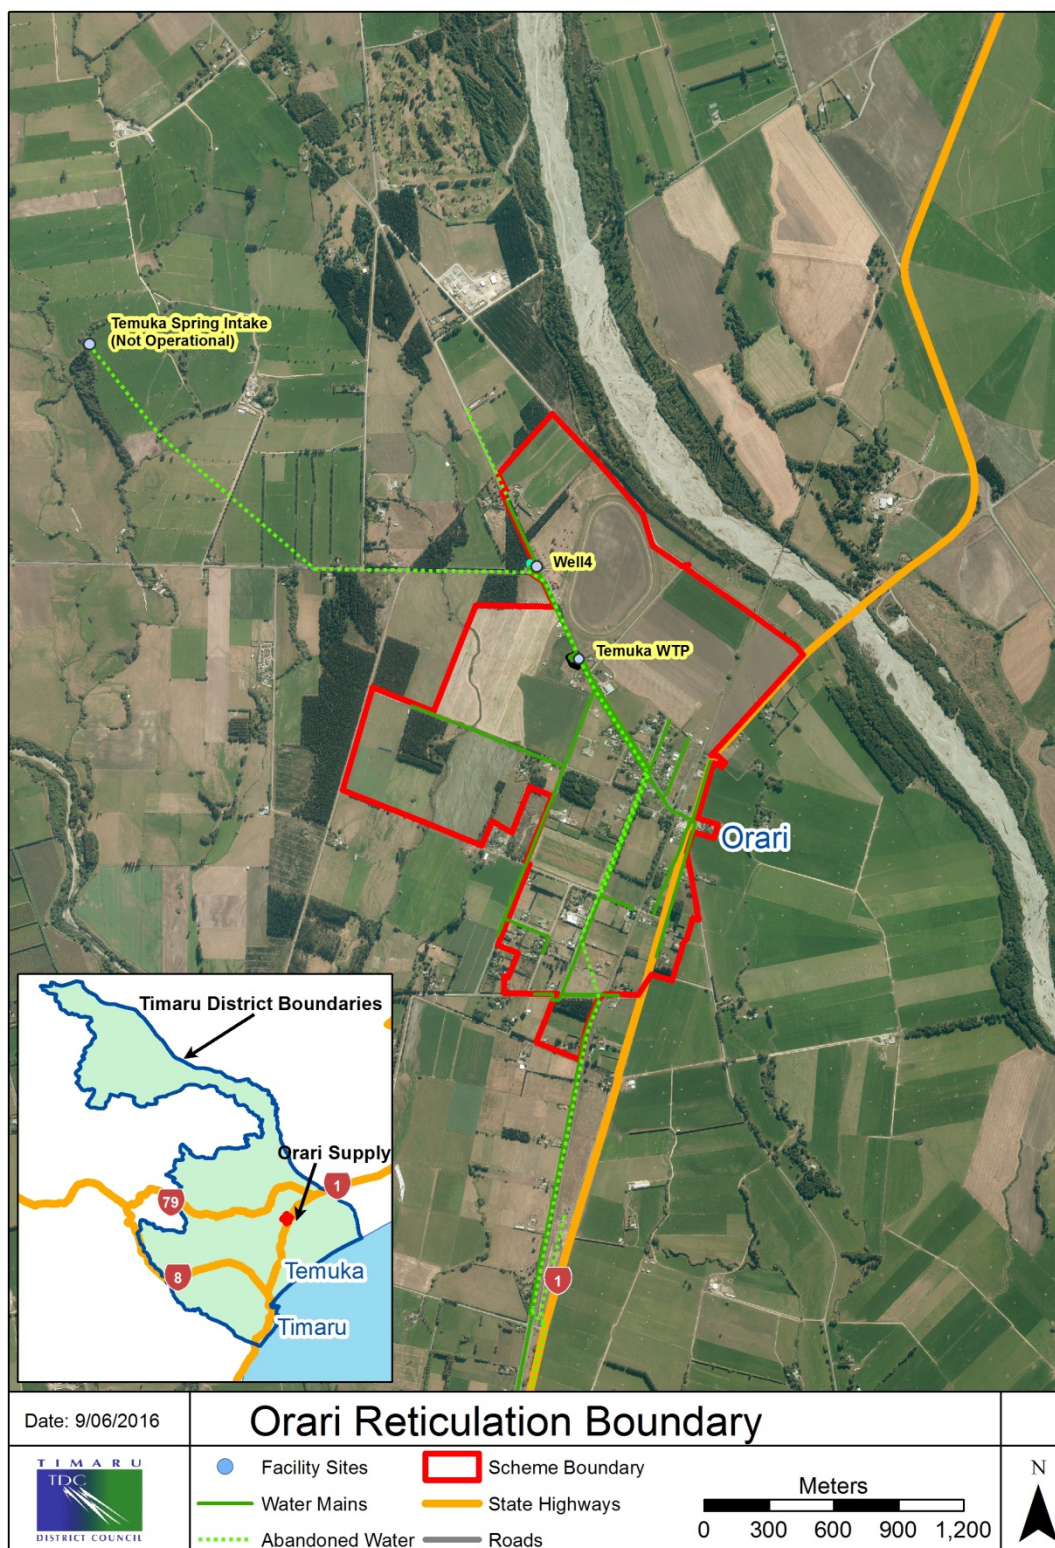 Temuka Spring Intake
(Not Operational)
Well4
Temuka WTP
Orari
1
Timaru District Boundaries
Orari Supply
79
1
8
Temuka
Timaru
Date: 9/06/2016
Orari Reticulation Boundary
TIMARU
TDC
DISTRICT COUNCIL
Facility Sites
Water Mains
Abandoned Water
Scheme Boundary
State Highways
Roads
Meters
0 300 600 900 1,200
N